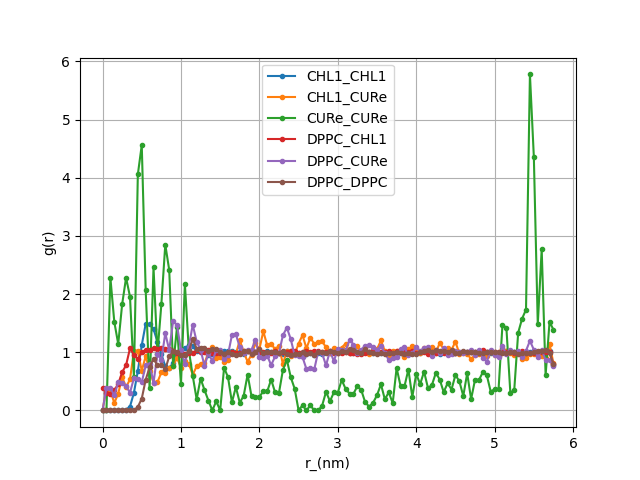 6
5
4
3
2
1
0
g(r)
CHL1_CHL1
CHL1_CURe
CURe_CURe
DPPC_CHL1
DPPC_CURe
DPPC_DPPC
0 1 2 3 4 5 6
r_(nm)